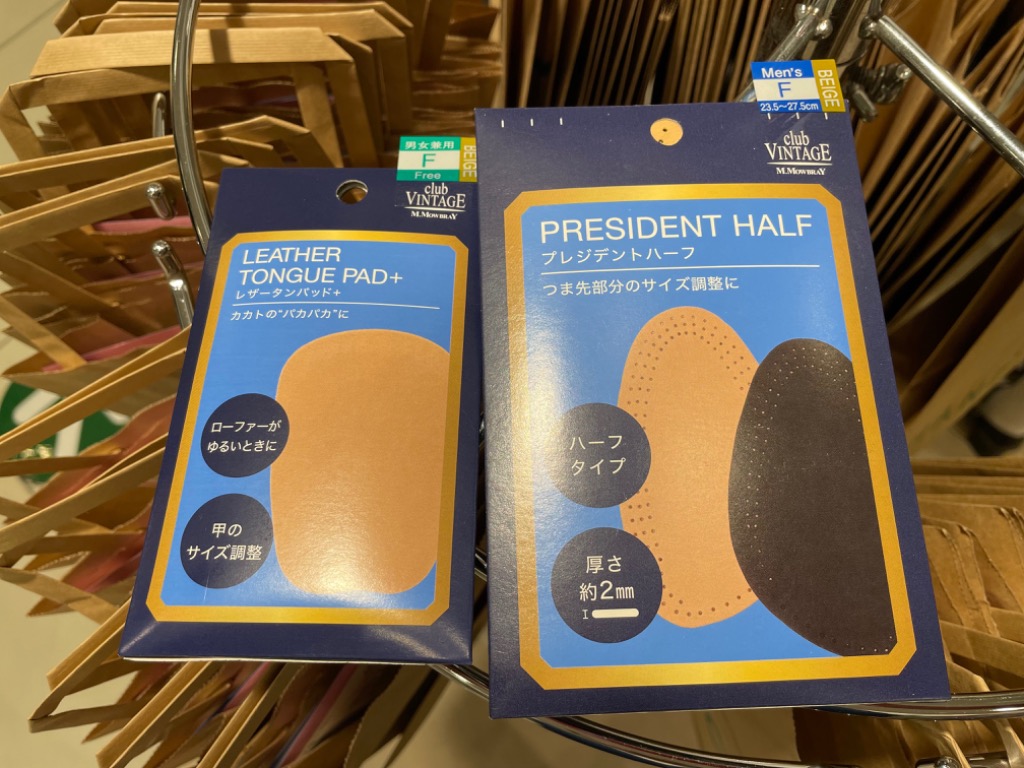 男女兼用
F
Free
BEIGE
club
VINTAGE
M.MOWBRAY
LEATHER
TONGUE PAD+
レザータンパッド+
カカトの“パカパカ”に
ローファーが
ゆるいときに
甲の
サイズ調整
Men's
F
23.5〜27.5cm
BEIGE
club
VINTAGE
M.MOWBRAY
PRESIDENT HALF
プレジデントハーフ
つま先部分のサイズ調整に
ハーフ
タイプ
厚さ
約2mm